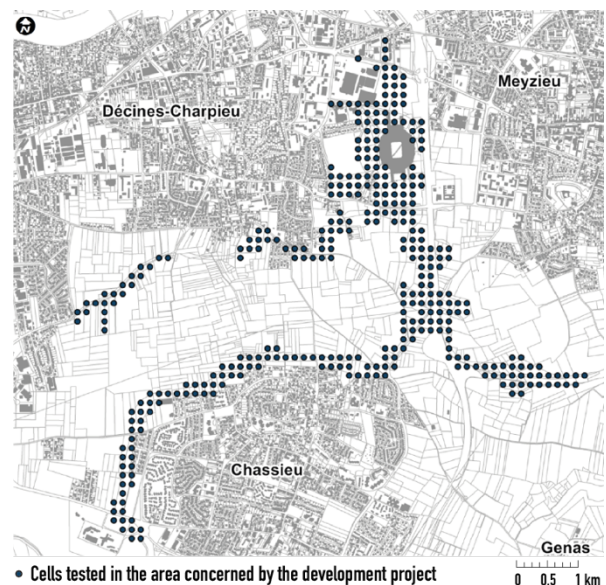 N
Meyzieu
Décines-Charpieu
Chassieu
Genas
• Cells tested in the area concerned by the development project
0 0.5 1 km